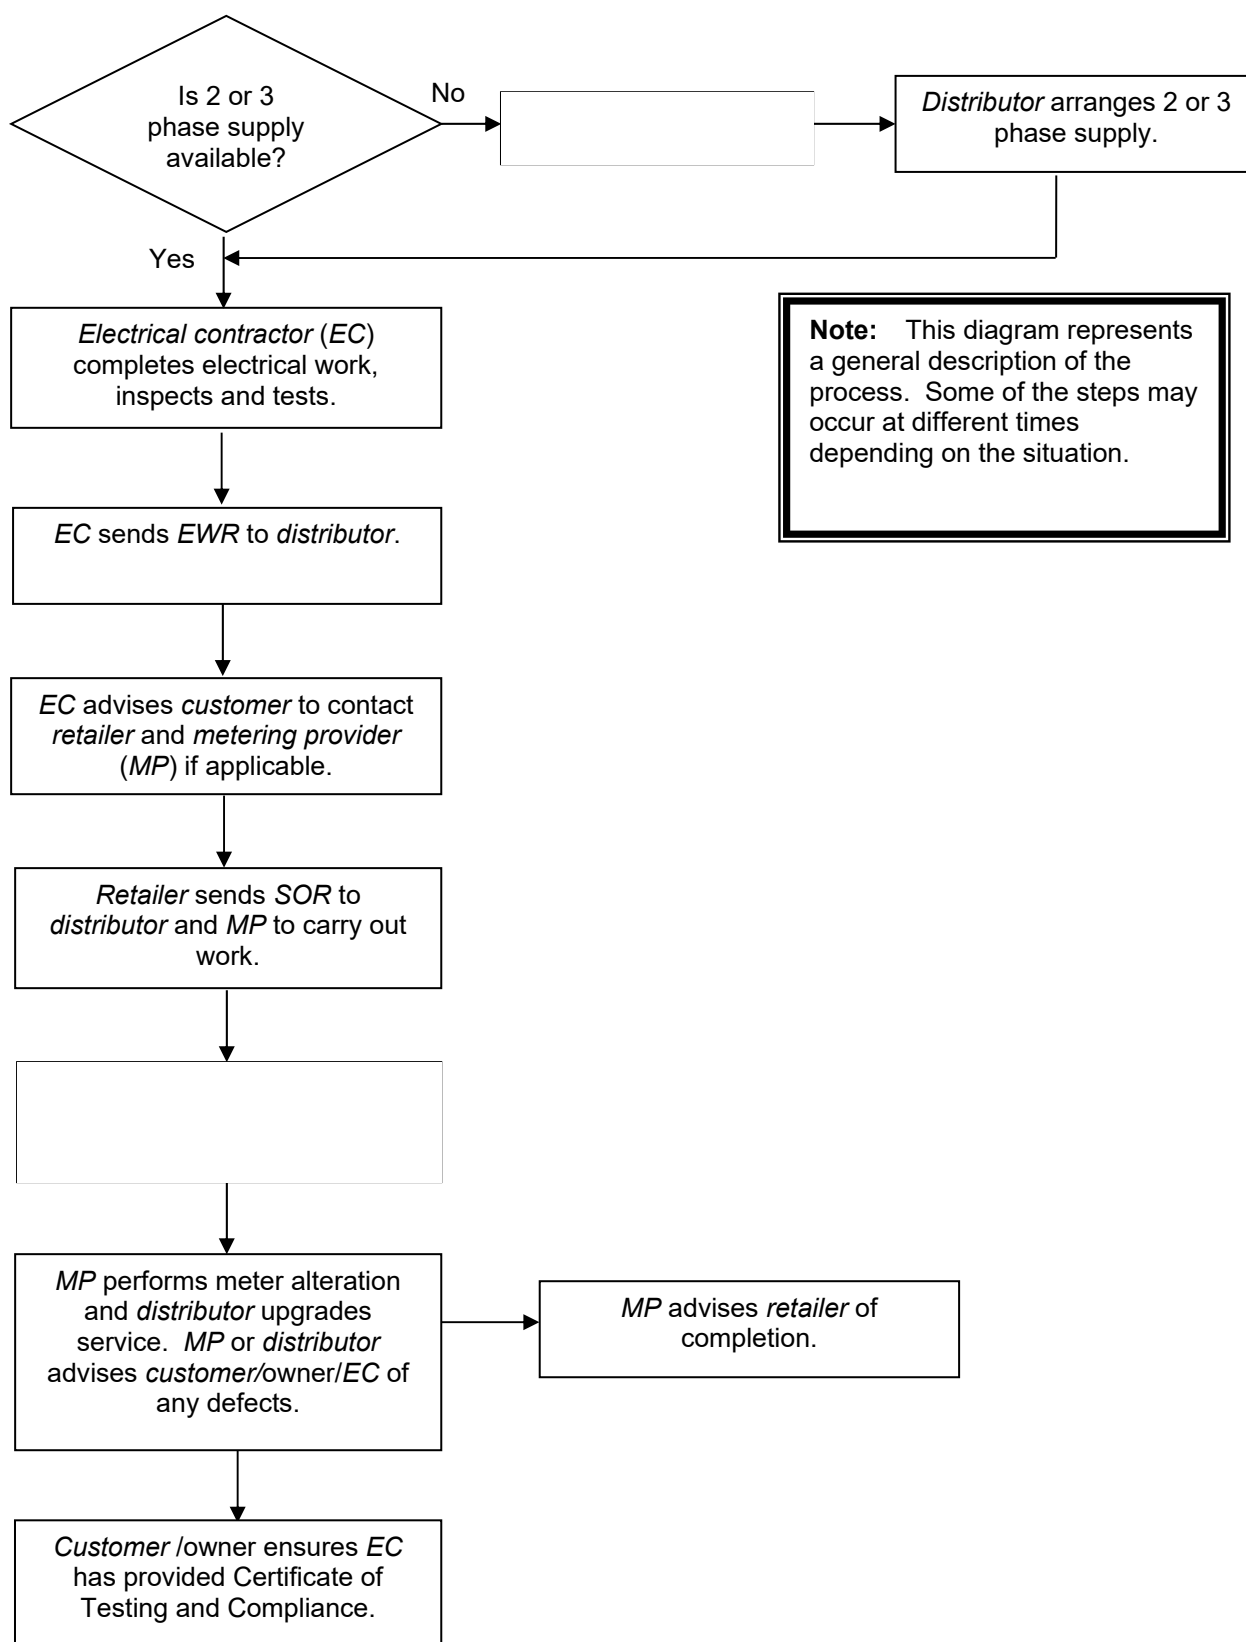 Is 2 or 3
phase supply
available?
No
Distributor arranges 2 or 3
phase supply.
Yes
Electrical contractor (EC)
completes electrical work,
inspects and tests.
Note: This diagram represents
a general description of the
process. Some of the steps may
occur at different times
depending on the situation.
EC sends EWR to distributor.
EC advises customer to contact
retailer and metering provider
(MP) if applicable.
Retailer sends SOR to
distributor and MP to carry out
work.
MP performs meter alteration
and distributor upgrades
service. MP or distributor
advises customer/owner/EC of
any defects.
MP advises retailer of
completion.
Customer /owner ensures EC
has provided Certificate of
Testing and Compliance.